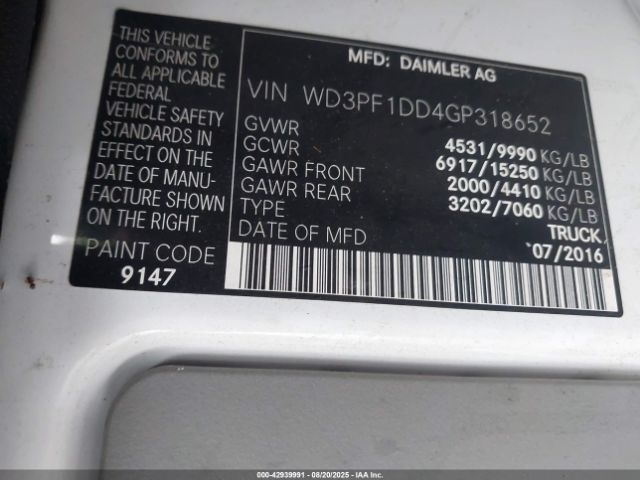 THIS VEHICLE
CONFORMS TO
ALL APPLICABLE
FEDERAL
VEHICLE SAFETY
STANDARDS IN
EFFECT ON THE
DATE OF MANU-
FACTURE SHOWN
ON THE RIGHT.
PAINT CODE
9147
MFD: DAIMLER AG
VIN WD3PF1DD4GP318652
GVWR 4531/9990 KG/LB
GCWR 6917/15250 KG/LB
GAWR FRONT 2000/4410 KG/LB
GAWR REAR 3202/7060 KG/LB
TYPE TRUCK
DATE OF MFD 07/2016
000-42939991 - 08/20/2025 - IAAI.com